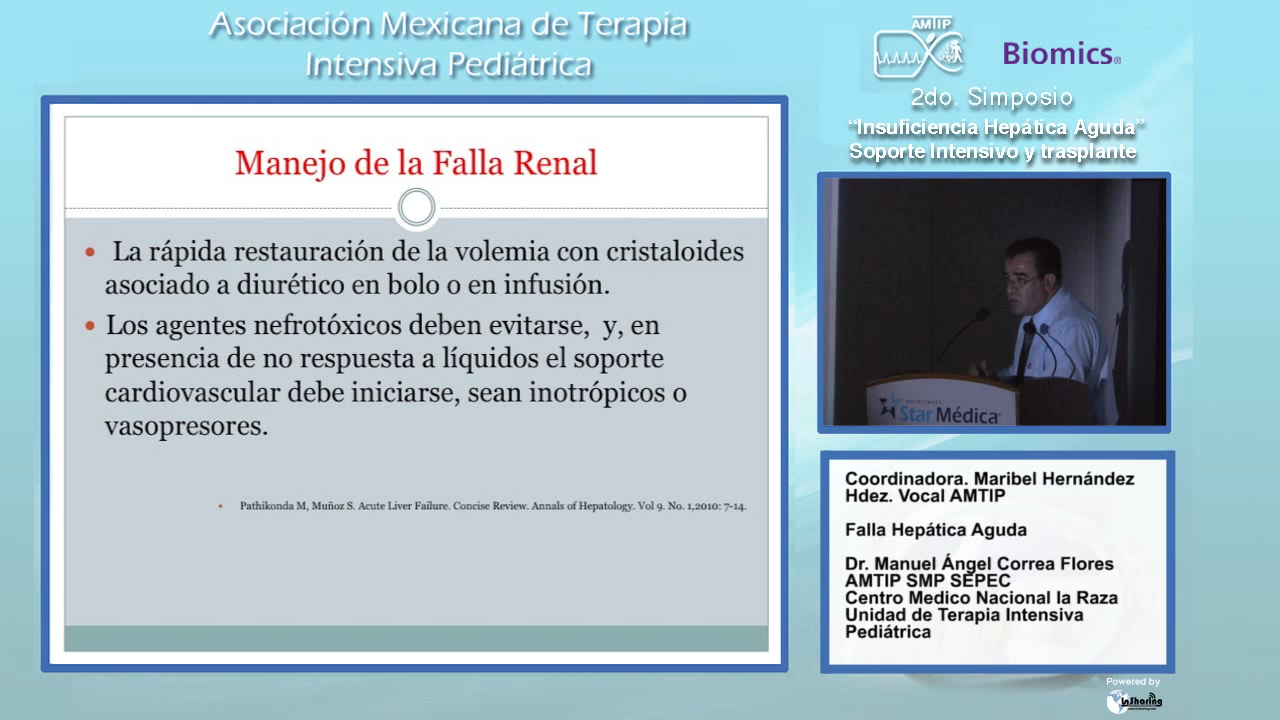 Asociación Mexicana de Terapia
Intensiva Pediátrica
Manejo de la Falla Renal
• La rápida restauración de la volemia con cristaloides
asociado a diurético en bolo o en infusión.
• Los agentes nefrotóxicos deben evitarse, y, en
presencia de no respuesta a líquidos el soporte
cardiovascular debe iniciarse, sean inotrópicos o
vasopresores.
• Pathikonda M, Muñoz S. Acute Liver Failure. Concise Review. Annals of Hepatology. Vol 9. No. 1,2010: 7-14.
AMTIP
Biomics®
2do. Simposio
“Insuficiencia Hepática Aguda”
Soporte Intensivo y trasplante
HOSPITALES
Star Médica
Coordinadora. Maribel Hernández
Hdez. Vocal AMTIP
Falla Hepática Aguda
Dr. Manuel Ángel Correa Flores
AMTIP SMP SEPEC
Centro Medico Nacional la Raza
Unidad de Terapia Intensiva
Pediátrica
Powered by
InSharing